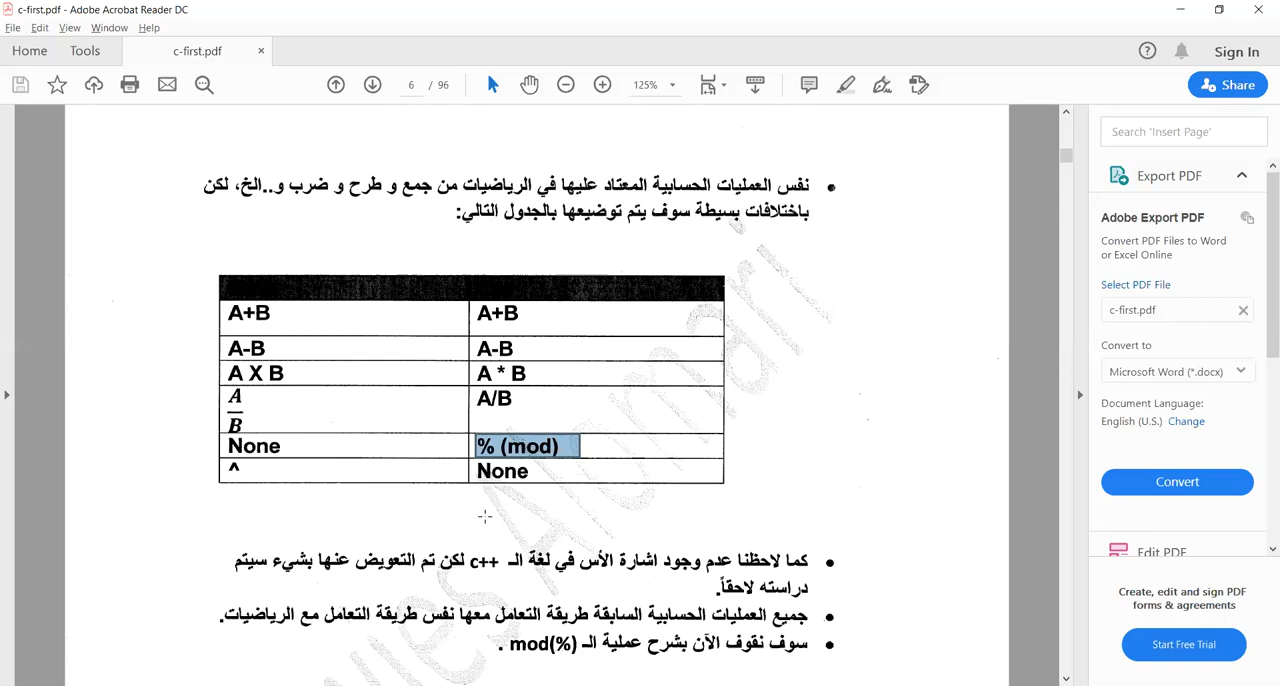 c-first.pdf - Adobe Acrobat Reader DC
File Edit View Window Help
Home Tools c-first.pdf ×
? Sign In
6 / 96 125% Share
نفس العمليات الحسابية المعتاد عليها في الرياضيات من جمع و طرح و ضرب و..الخ، لكن
باختلافات بسيطة سوف يتم توضيعها بالجدول التالي:
A+B A+B
A-B A-B
A X B A * B
A/B A/B
None % (mod)
^ None
كما لاحظنا عدم وجود اشارة الأس في لغة الـ c++ لكن تم التعويض عنها بشيء سيتم
دراسته لاحقاً.
جميع العمليات الحسابية السابقة طريقة التعامل معها نفس طريقة التعامل مع الرياضيات.
سوف نقوف الآن بشرح عملية الـ mod(%) .
Alomari
Search 'Insert Page'
Export PDF
Adobe Export PDF
Convert PDF Files to Word
or Excel Online
Select PDF File
c-first.pdf
Convert to
Microsoft Word (*.docx)
Document Language:
English (U.S.) Change
Convert
Edit PDF
Create, edit and sign PDF
forms & agreements
Start Free Trial